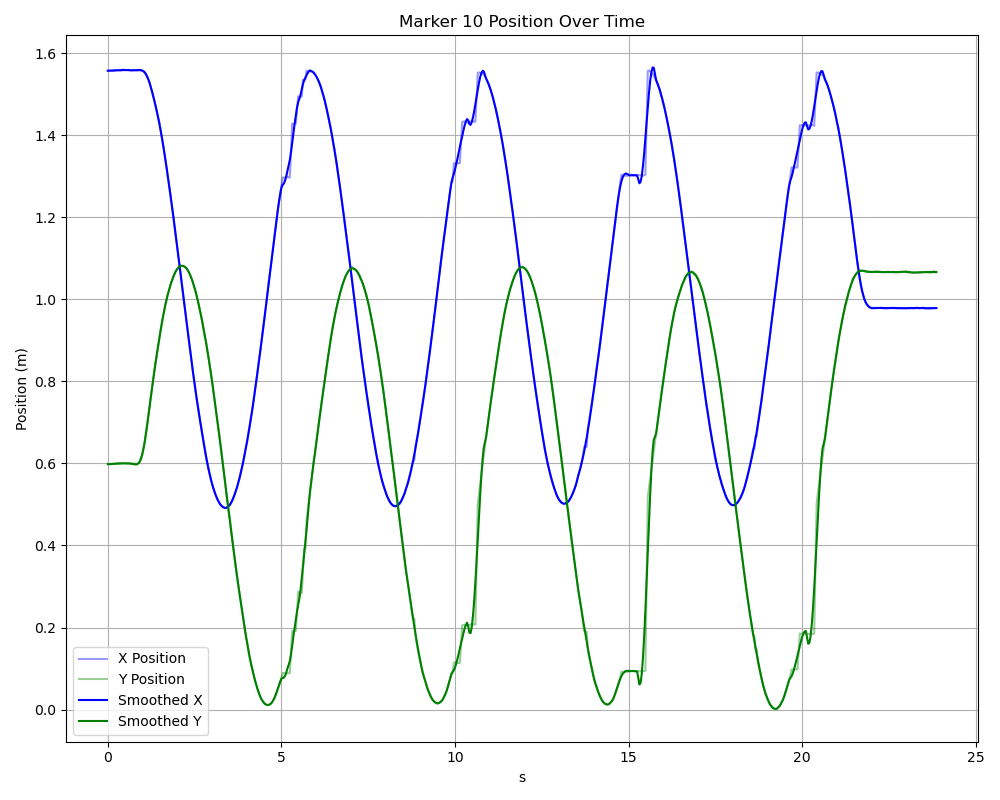 Marker 10 Position Over Time
1.6
1.4
1.2
1.0
0.8
0.6
0.4
0.2
0.0
Position (m)
X Position
Y Position
Smoothed X
Smoothed Y
0 5 10 15 20 25
s